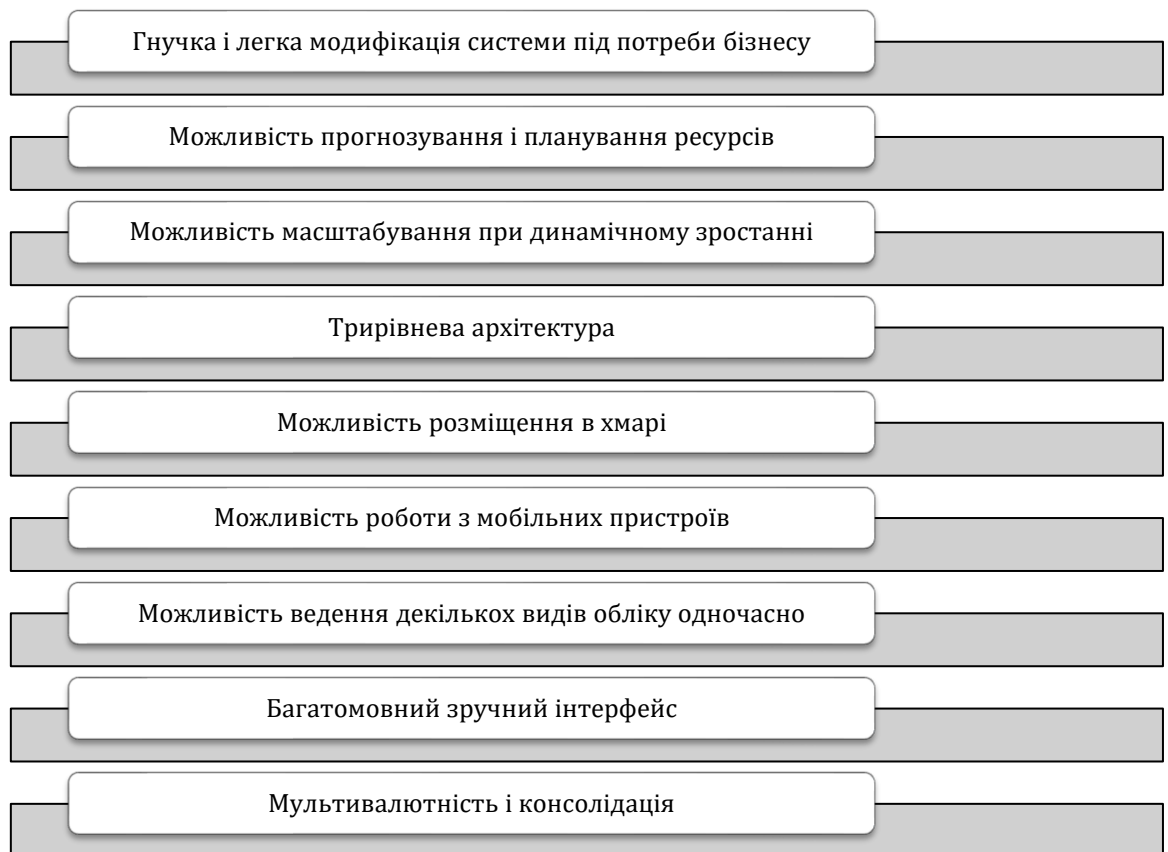 Гнучка і легка модифікація системи під потреби бізнесу
Можливість прогнозування і планування ресурсів
Можливість масштабування при динамічному зростанні
Трирівнева архітектура
Можливість розміщення в хмарі
Можливість роботи з мобільних пристроїв
Можливість ведення декількох видів обліку одночасно
Багатомовний зручний інтерфейс
Мультивалютність і консолідація